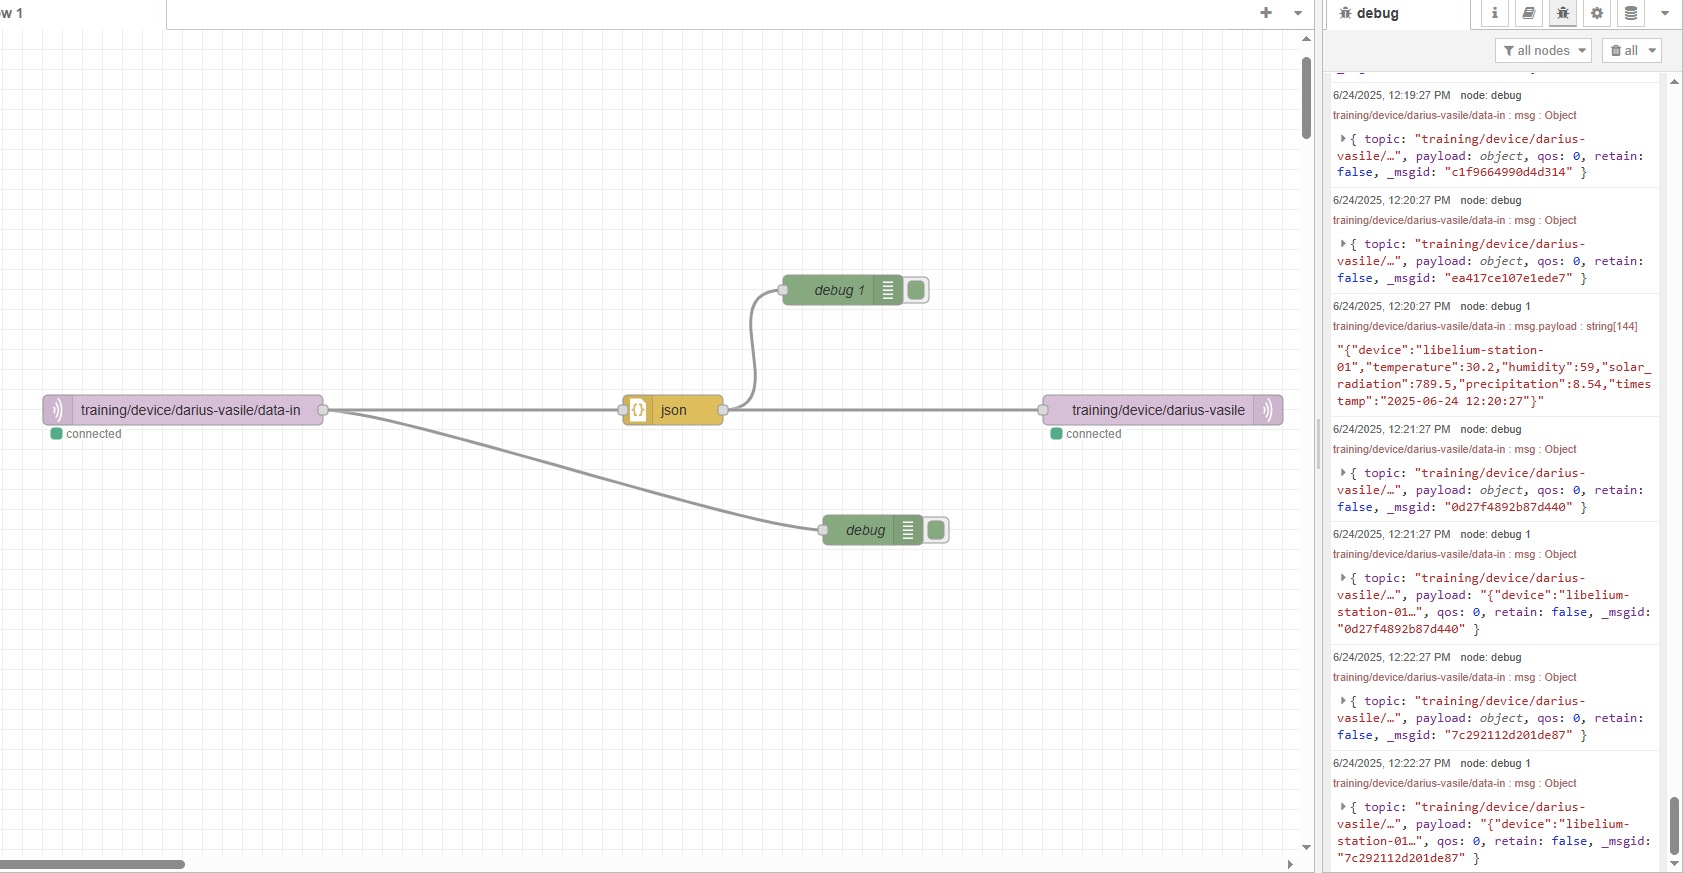 ow 1
debug
all nodes
all
debug 1
training/device/darius-vasile/data-in
connected
{} json
training/device/darius-vasile
connected
debug
6/24/2025, 12:19:27 PM node: debug
training/device/darius-vasile/data-in : msg : Object
{ topic: "training/device/darius-
vasile/…", payload: object, qos: 0, retain:
false, _msgid: "c1f9664990d4d314" }
6/24/2025, 12:20:27 PM node: debug
training/device/darius-vasile/data-in : msg : Object
{ topic: "training/device/darius-
vasile/…", payload: object, qos: 0, retain:
false, _msgid: "ea417ce107e1ede7" }
6/24/2025, 12:20:27 PM node: debug 1
training/device/darius-vasile/data-in : msg.payload : string[144]
"{"device":"libelium-station-
01","temperature":30.2,"humidity":59,"solar_
radiation":789.5,"precipitation":8.54,"times
tamp":"2025-06-24 12:20:27"}"
6/24/2025, 12:21:27 PM node: debug
training/device/darius-vasile/data-in : msg : Object
{ topic: "training/device/darius-
vasile/…", payload: object, qos: 0, retain:
false, _msgid: "0d27f4892b87d440" }
6/24/2025, 12:21:27 PM node: debug 1
training/device/darius-vasile/data-in : msg : Object
{ topic: "training/device/darius-
vasile/…", payload: "{"device":"libelium-
station-01…", qos: 0, retain: false, _msgid:
"0d27f4892b87d440" }
6/24/2025, 12:22:27 PM node: debug
training/device/darius-vasile/data-in : msg : Object
{ topic: "training/device/darius-
vasile/…", payload: object, qos: 0, retain:
false, _msgid: "7c292112d201de87" }
6/24/2025, 12:22:27 PM node: debug 1
training/device/darius-vasile/data-in : msg : Object
{ topic: "training/device/darius-
vasile/…", payload: "{"device":"libelium-
station-01…", qos: 0, retain: false, _msgid:
"7c292112d201de87" }